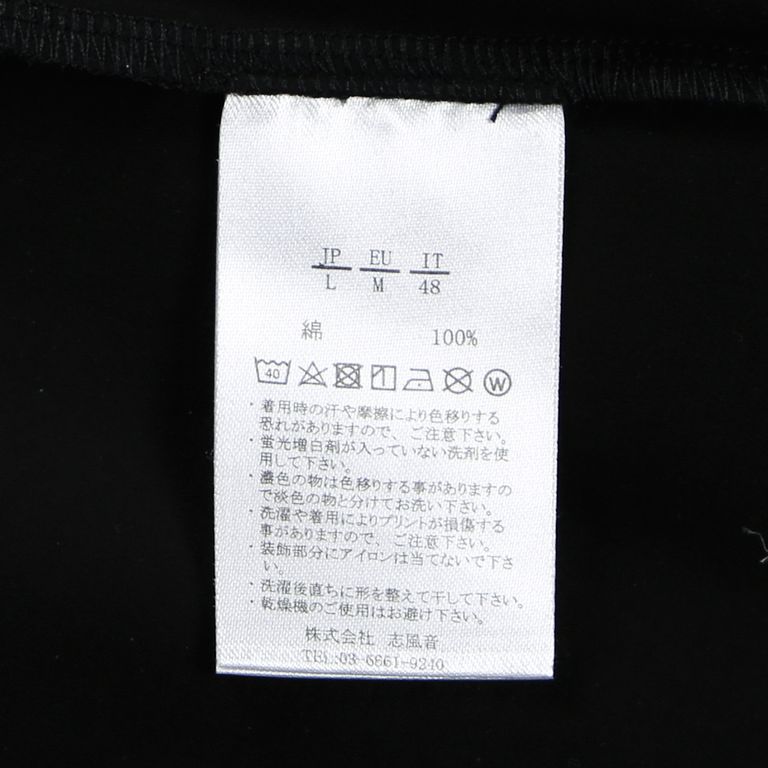 JP EU IT
L M 48
綿 100%
40 W
・着用時の汗や摩擦により色移りする
恐れがありますので、ご注意下さい。
・蛍光増白剤が入っていない洗剤を使
用して下さい。
・濃色の物は色移りする事がありますの
で淡色の物と分けてお洗い下さい。
・洗濯や着用によりプリントが損傷する
事がありますので、ご注意下さい。
・装飾部分にアイロンは当てないで下さ
い。
・洗濯後直ちに形を整えて干して下さい。
・乾燥機のご使用はお避け下さい。
株式会社 志風音
TEL:03-6661-9240